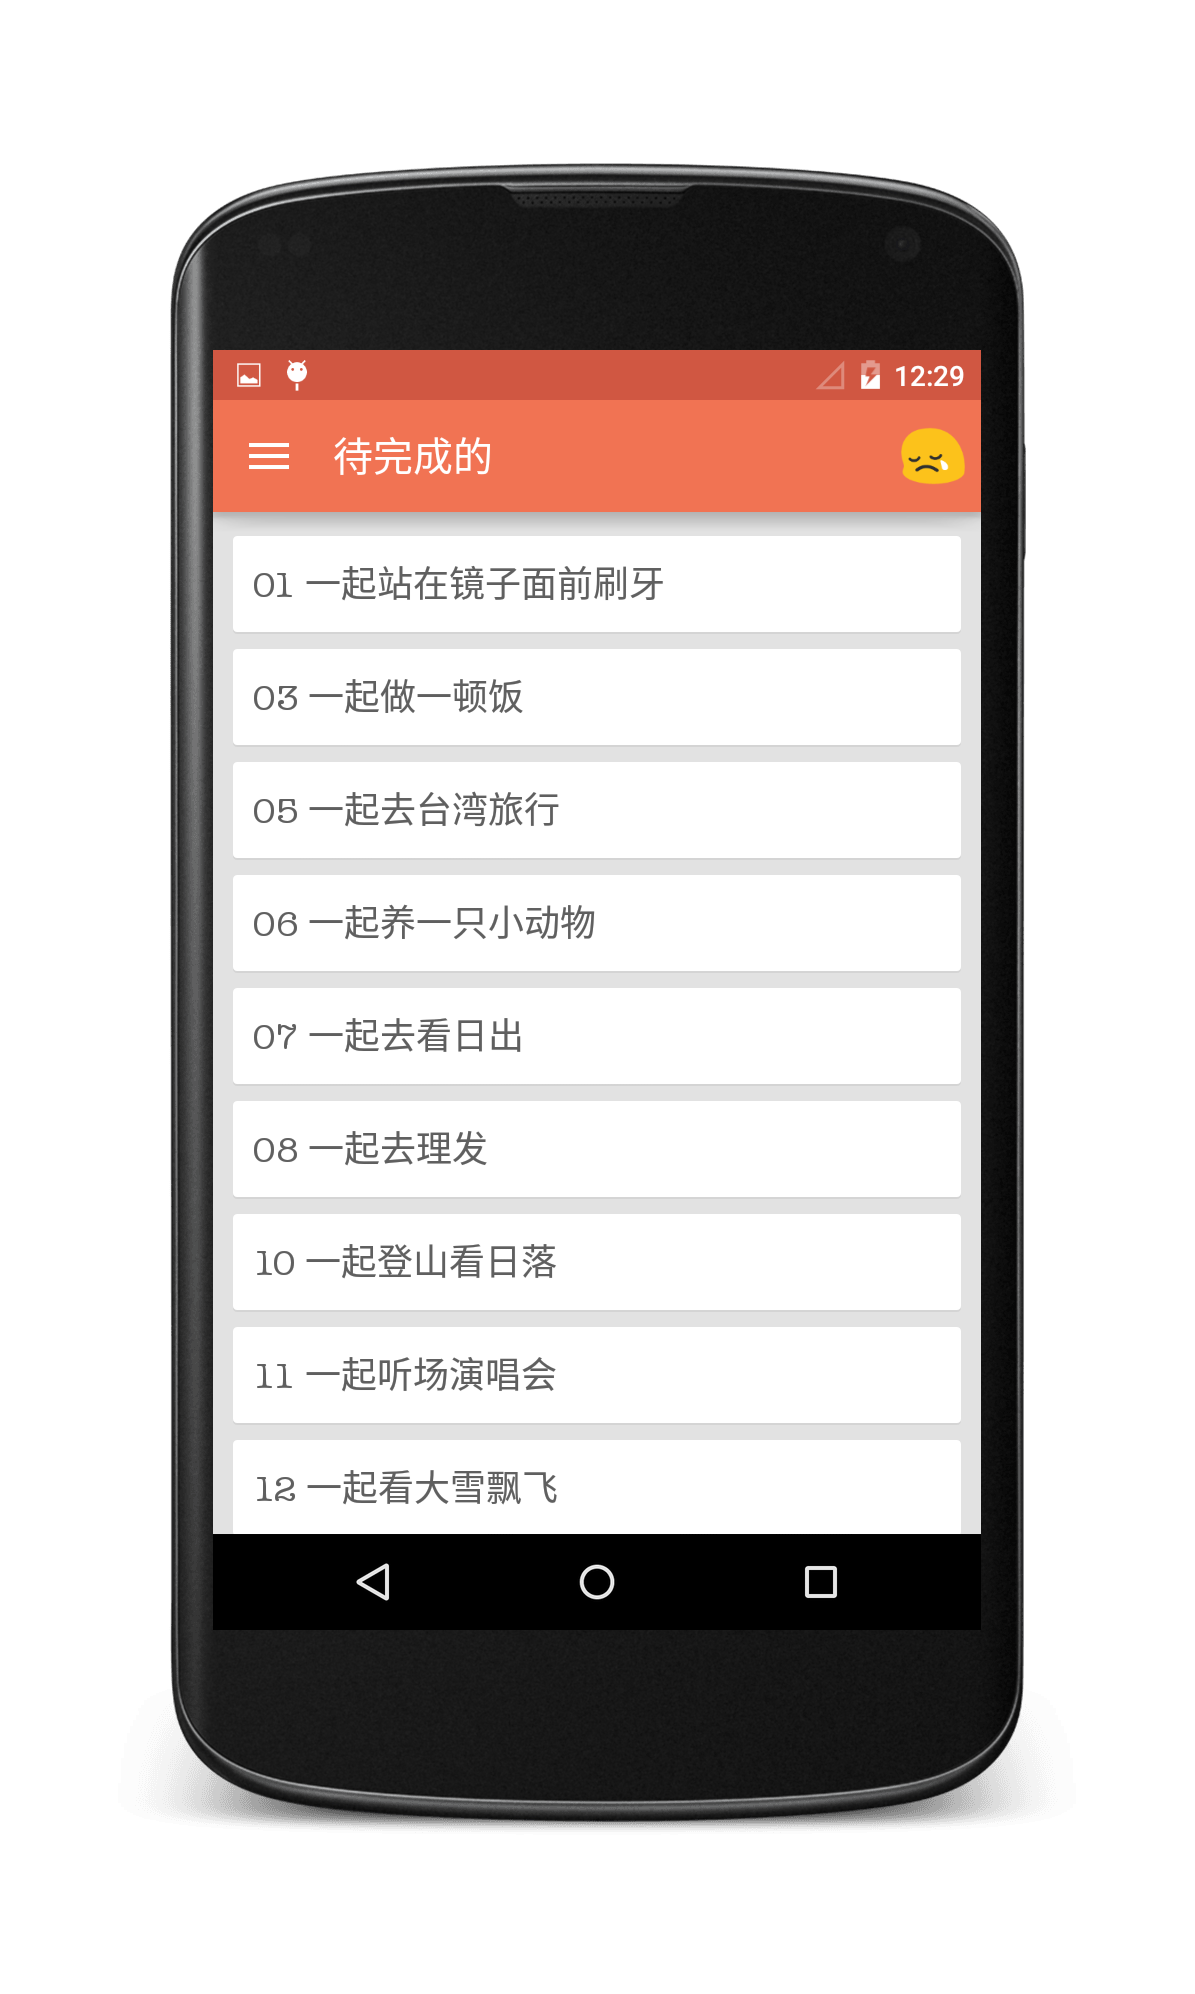 12:29
待完成的
01 一起站在镜子面前刷牙
03 一起做一顿饭
05 一起去台湾旅行
06 一起养一只小动物
07 一起去看日出
08 一起去理发
10 一起登山看日落
11 一起听场演唱会
12 一起看大雪飘飞